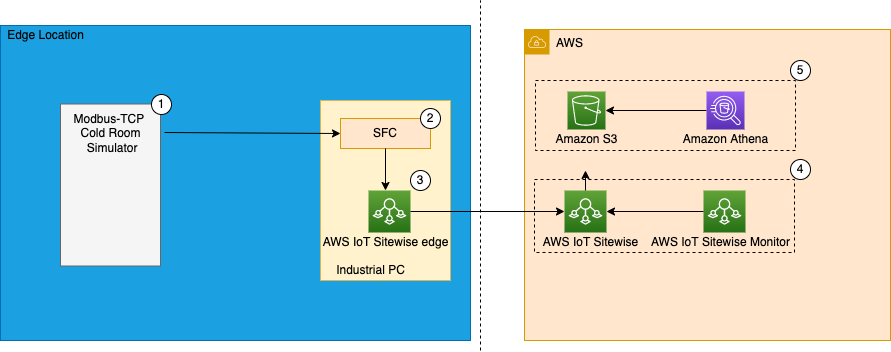 Edge Location
AWS
5
1
Modbus-TCP
Cold Room
Simulator
2
SFC
Amazon S3
Amazon Athena
3
4
AWS IoT Sitewise edge
AWS IoT Sitewise
AWS IoT Sitewise Monitor
Industrial PC